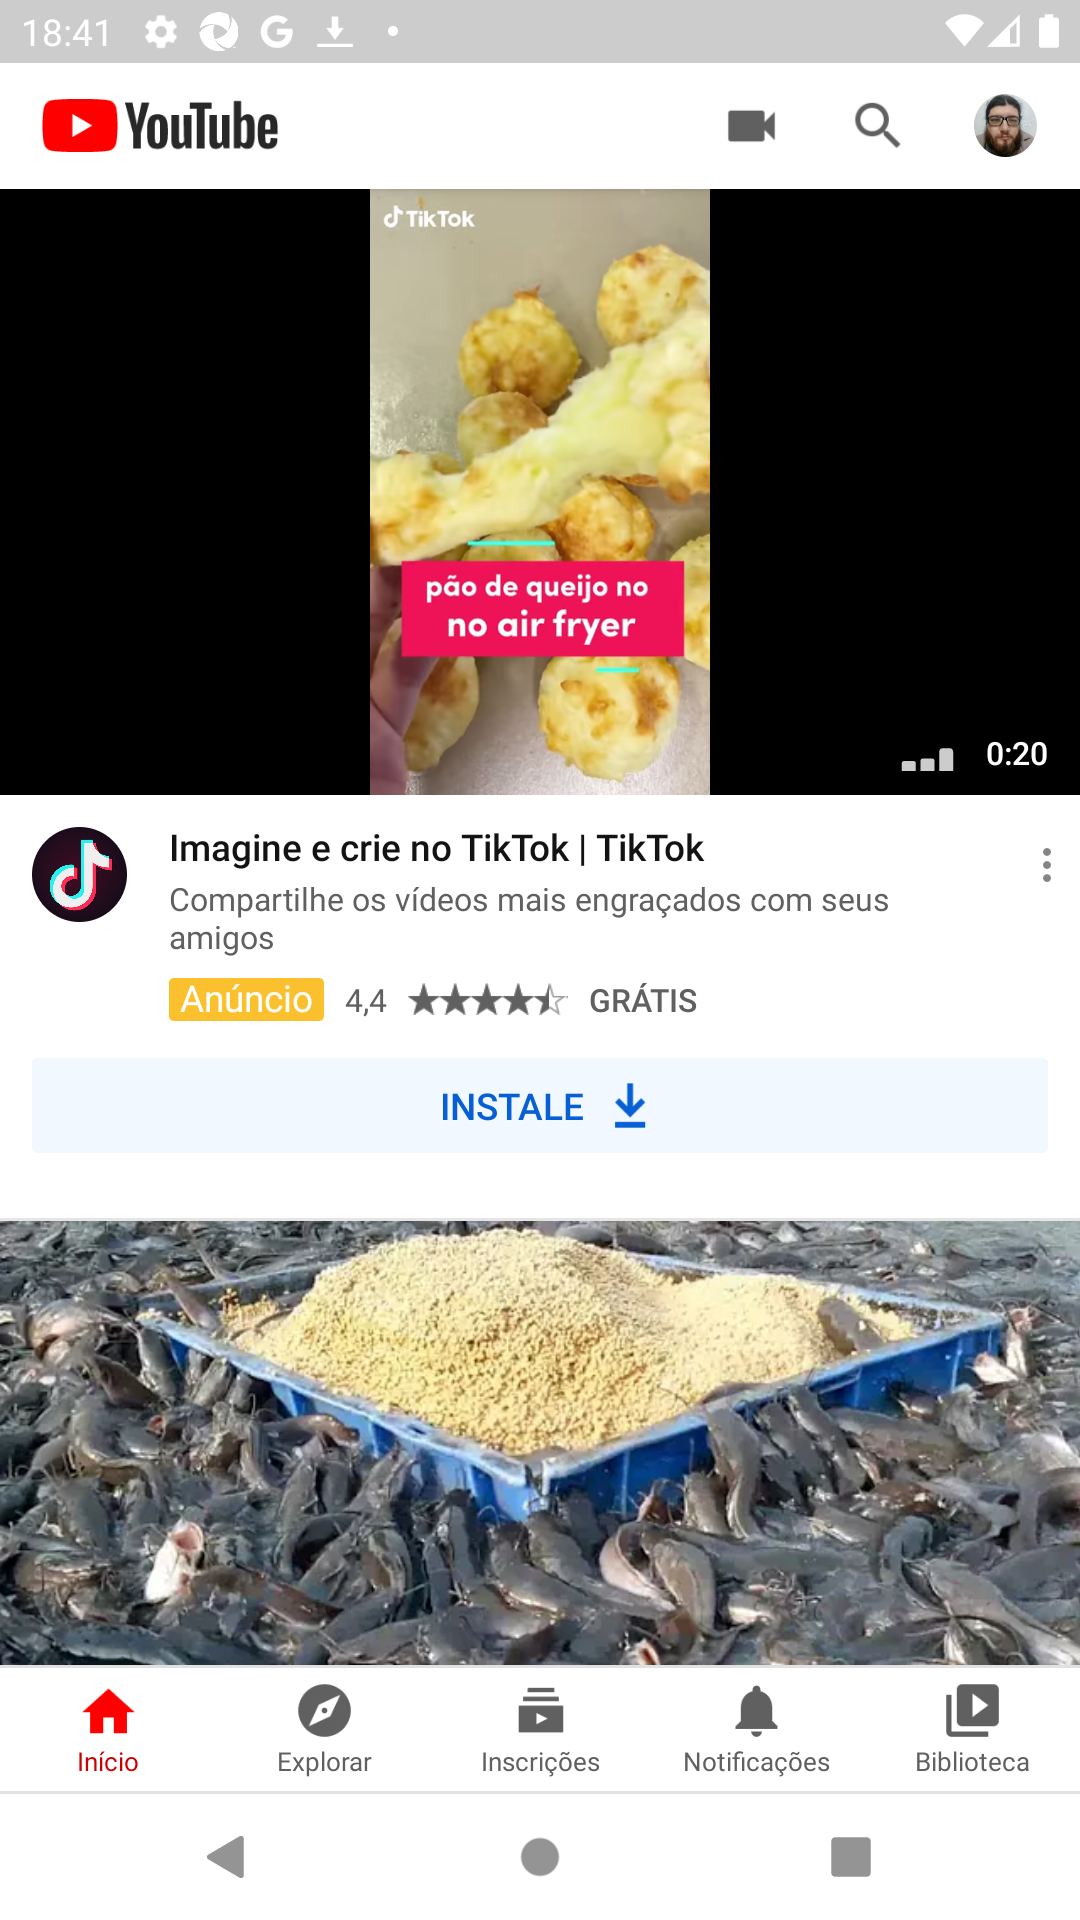 18:41
YouTube
TikTok
pão de queijo no
no air fryer
0:20
Imagine e crie no TikTok | TikTok
Compartilhe os vídeos mais engraçados com seus
amigos
Anúncio 4,4 GRÁTIS
INSTALE
Início Explorar Inscrições Notificações Biblioteca